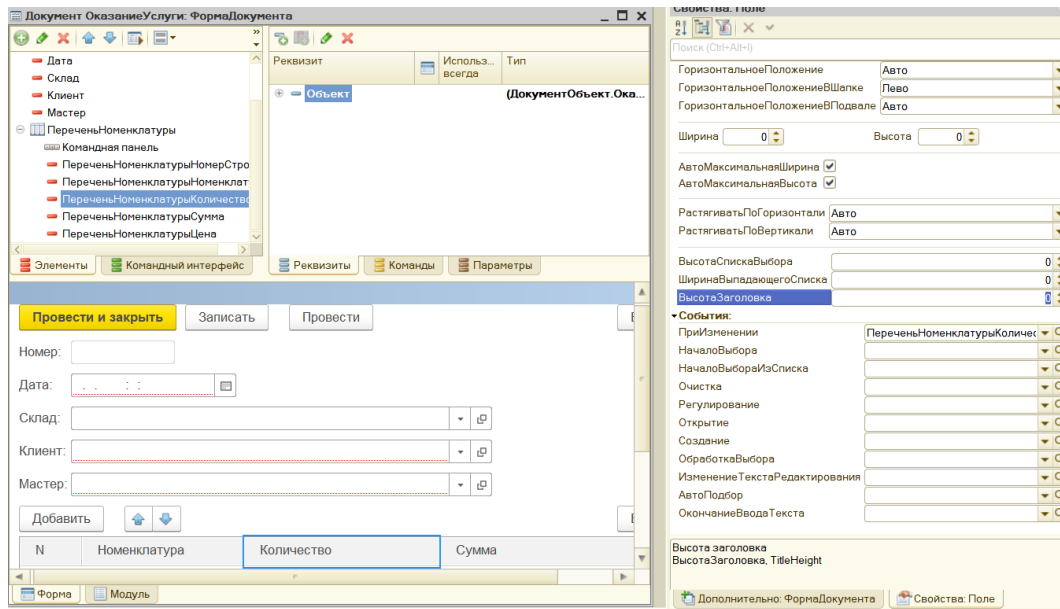 Документ ОказаниеУслуги: ФормаДокумента
Дата
Склад
Клиент
Мастер
ПереченьНоменклатуры
Командная панель
ПереченьНоменклатурыНомерСтро
ПереченьНоменклатурыНоменклат
ПереченьНоменклатурыКоличество
ПереченьНоменклатурыСумма
ПереченьНоменклатурыЦена
Элементы
Командный интерфейс
Реквизит
Использ...
всегда
Тип
Объект
(ДокументОбъект.Ока...
Реквизиты
Команды
Параметры
Провести и закрыть
Записать
Провести
Номер:
Дата:
. . : :
Склад:
Клиент:
Мастер:
Добавить
N Номенклатура Количество Сумма
Форма
Модуль
Свойства: Поле
Поиск (Ctrl+Alt+I)
ГоризонтальноеПоложение Авто
ГоризонтальноеПоложениеВШапке Лево
ГоризонтальноеПоложениеВПодвале Авто
Ширина 0 Высота 0
АвтоМаксимальнаяШирина
АвтоМаксимальнаяВысота
РастягиватьПоГоризонтали Авто
РастягиватьПоВертикали Авто
ВысотаСпискаВыбора 0
ШиринаВыпадающегоСписка 0
ВысотаЗаголовка 0
События:
ПриИзменении ПереченьНоменклатурыКоличес
НачалоВыбора
НачалоВыбораИзСписка
Очистка
Регулирование
Открытие
Создание
ОбработкаВыбора
ИзменениеТекстаРедактирования
АвтоПодбор
ОкончаниеВводаТекста
Высота заголовка
ВысотаЗаголовка, TitleHeight
Дополнительно: ФормаДокумента
Свойства: Поле